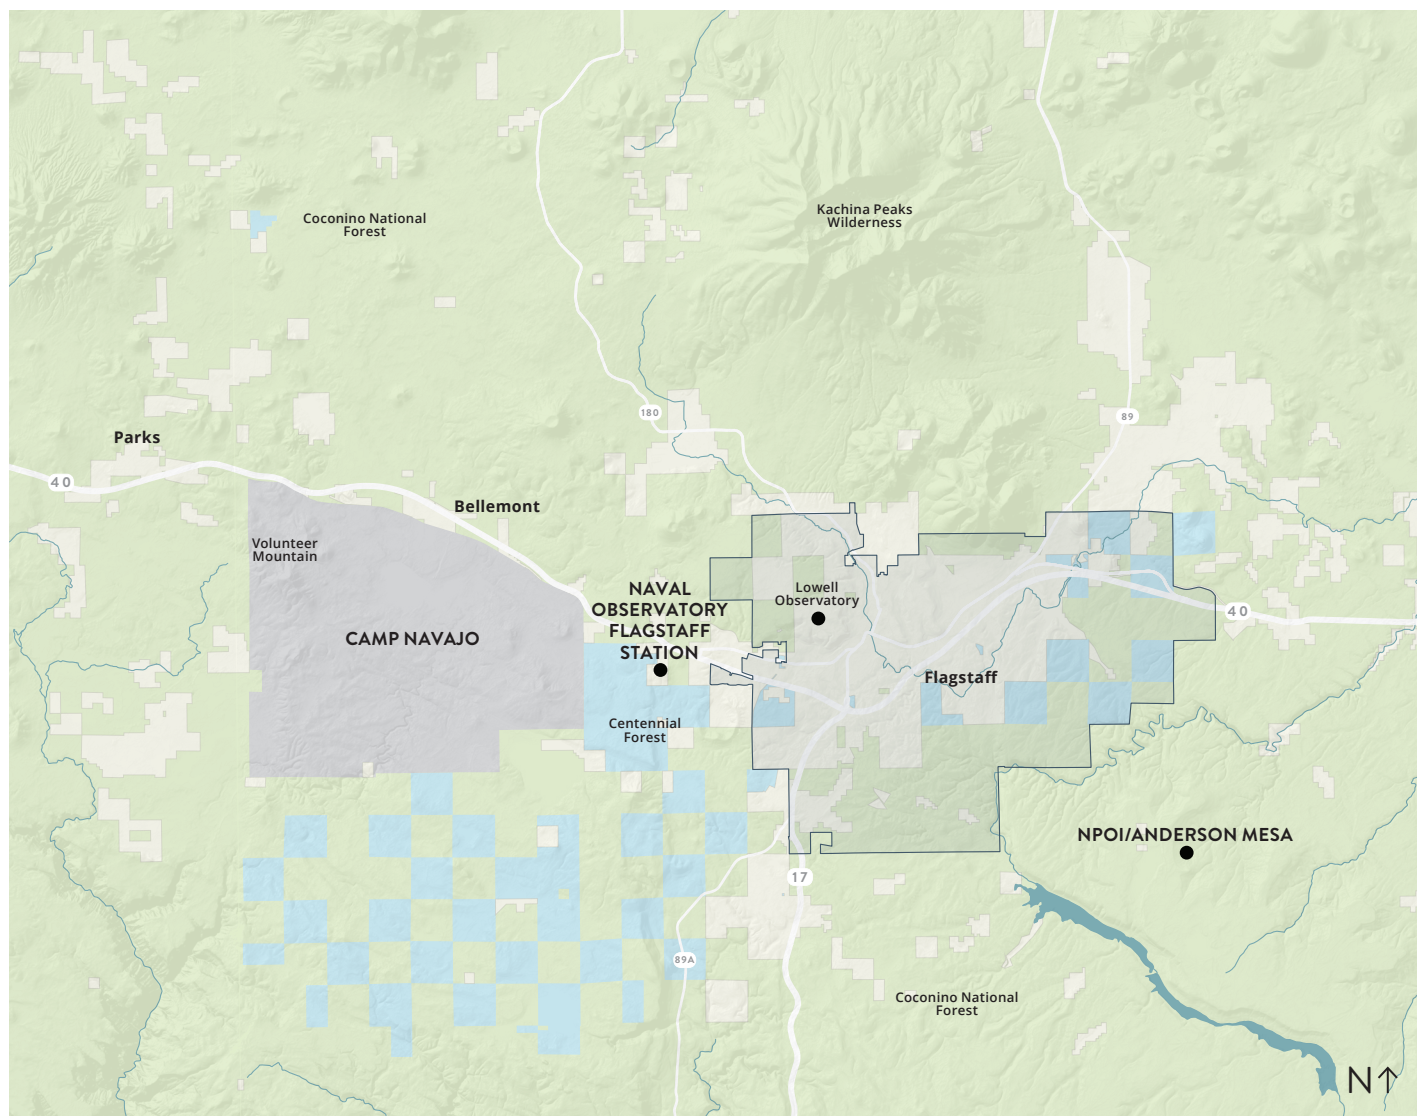 Coconino National
Forest
Kachina Peaks
Wilderness
180
89
Parks
40
Bellemont
Volunteer
Mountain
NAVAL
OBSERVATORY
FLAGSTAFF
STATION
Lowell
Observatory
40
CAMP NAVAJO
Flagstaff
Centennial
Forest
NPOI/ANDERSON MESA
17
89A
Coconino National
Forest
N↑